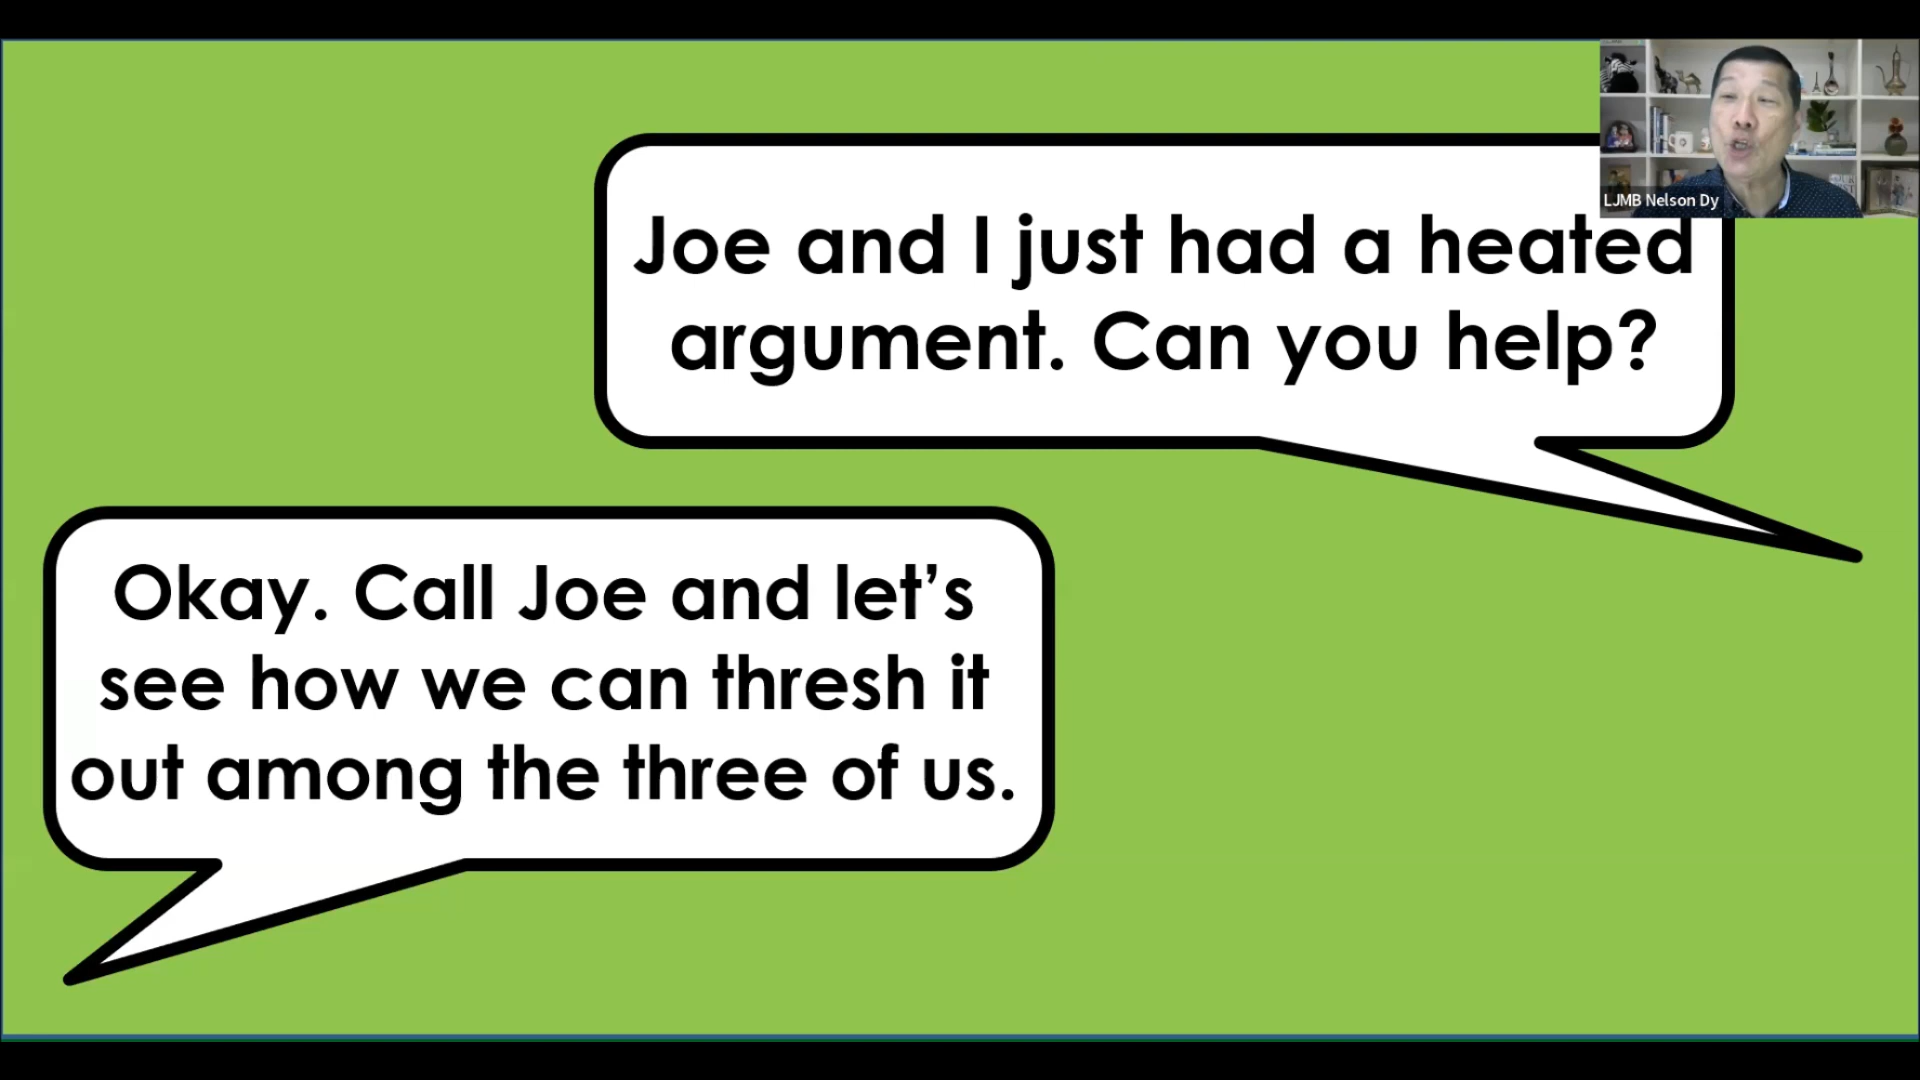 LJMB Nelson Dy
Joe and I just had a heated
argument. Can you help?
Okay. Call Joe and let’s
see how we can thresh it
out among the three of us.